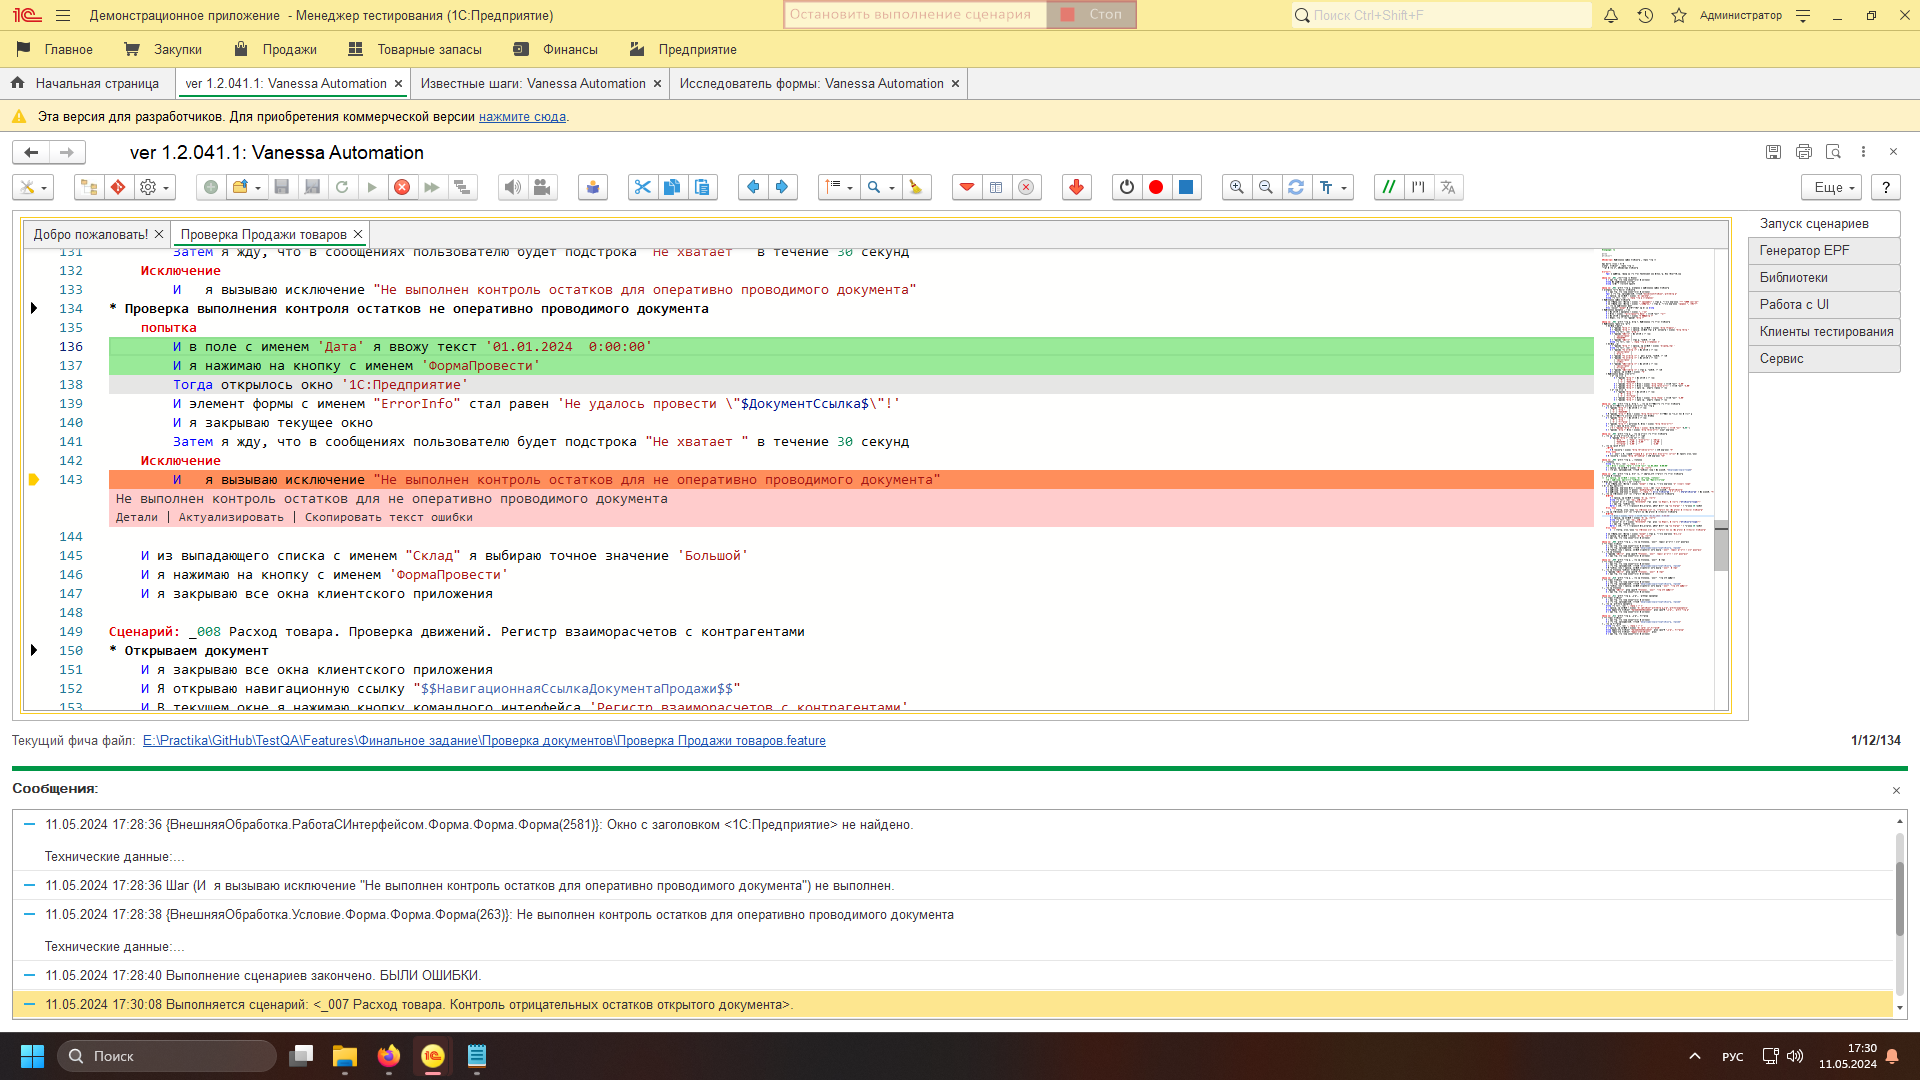 Демонстрационное приложение - Менеджер тестирования (1С:Предприятие)
Остановить выполнение сценария Стоп
Поиск Ctrl+Shift+F
Администратор
Главное Закупки Продажи Товарные запасы Финансы Предприятие
Начальная страница ver 1.2.041.1: Vanessa Automation Известные шаги: Vanessa Automation Исследователь формы: Vanessa Automation
Эта версия для разработчиков. Для приобретения коммерческой версии нажмите сюда.
ver 1.2.041.1: Vanessa Automation
Еще ?
Добро пожаловать! Проверка Продажи товаров
131 Затем я жду, что в сообщениях пользователю будет подстрока "Не хватает " в течение 30 секунд
132 Исключение
133 И я вызываю исключение "Не выполнен контроль остатков для оперативно проводимого документа"
134 * Проверка выполнения контроля остатков не оперативно проводимого документа
135 попытка
136 И в поле с именем 'Дата' я ввожу текст '01.01.2024 0:00:00'
137 И я нажимаю на кнопку с именем 'ФормаПровести'
138 Тогда открылось окно '1С:Предприятие'
139 И элемент формы с именем "ErrorInfo" стал равен 'Не удалось провести \"$ДокументСсылка$\"!'
140 И я закрываю текущее окно
141 Затем я жду, что в сообщениях пользователю будет подстрока "Не хватает " в течение 30 секунд
142 Исключение
143 И я вызываю исключение "Не выполнен контроль остатков для не оперативно проводимого документа"
Не выполнен контроль остатков для не оперативно проводимого документа
Детали | Актуализировать | Скопировать текст ошибки
144
145 И из выпадающего списка с именем "Склад" я выбираю точное значение 'Большой'
146 И я нажимаю на кнопку с именем 'ФормаПровести'
147 И я закрываю все окна клиентского приложения
148
149 Сценарий: _008 Расход товара. Проверка движений. Регистр взаиморасчетов с контрагентами
150 * Открываем документ
151 И я закрываю все окна клиентского приложения
152 И Я открываю навигационную ссылку "$$НавигационнаяСсылкаДокументаПродажи$$"
153 И В текущем окне я нажимаю кнопку командного интерфейса 'Регистр взаиморасчетов с контрагентами'
Запуск сценариев
Генератор EPF
Библиотеки
Работа с UI
Клиенты тестирования
Сервис
Текущий фича файл: E:\Practika\GitHub\TestQA\Features\Финальное задание\Проверка документов\Проверка Продажи товаров.feature
1/12/134
Сообщения:
11.05.2024 17:28:36 {ВнешняяОбработка.РаботаСИнтерфейсом.Форма.Форма.Форма(2581)}: Окно с заголовком <1С:Предприятие> не найдено.
Технические данные:...
11.05.2024 17:28:36 Шаг (И я вызываю исключение "Не выполнен контроль остатков для оперативно проводимого документа") не выполнен.
11.05.2024 17:28:38 {ВнешняяОбработка.Условие.Форма.Форма.Форма(263)}: Не выполнен контроль остатков для оперативно проводимого документа
Технические данные:...
11.05.2024 17:28:40 Выполнение сценариев закончено. БЫЛИ ОШИБКИ.
11.05.2024 17:30:08 Выполняется сценарий: <_007 Расход товара. Контроль отрицательных остатков открытого документа>.
Поиск
РУС
17:30
11.05.2024